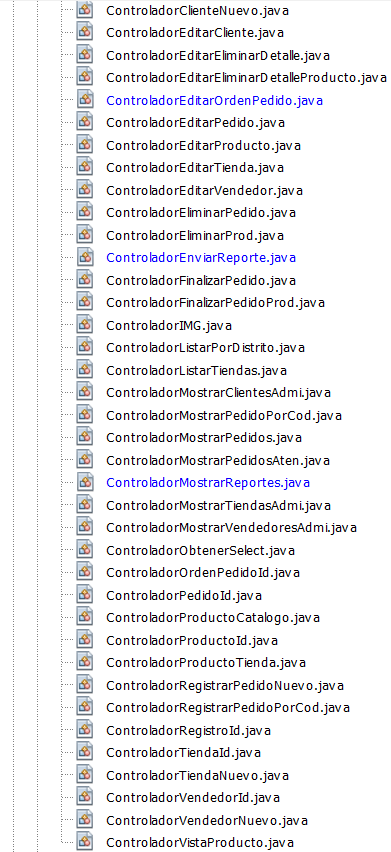 ControladorClienteNuevo.java
ControladorEditarCliente.java
ControladorEditarEliminarDetalle.java
ControladorEditarEliminarDetalleProducto.java
ControladorEditarOrdenPedido.java
ControladorEditarPedido.java
ControladorEditarProducto.java
ControladorEditarTienda.java
ControladorEditarVendedor.java
ControladorEliminarPedido.java
ControladorEliminarProd.java
ControladorEnviarReporte.java
ControladorFinalizarPedido.java
ControladorFinalizarPedidoProd.java
ControladorIMG.java
ControladorListarPorDistrito.java
ControladorListarTiendas.java
ControladorMostrarClientesAdmi.java
ControladorMostrarPedidoPorCod.java
ControladorMostrarPedidos.java
ControladorMostrarPedidosAten.java
ControladorMostrarReportes.java
ControladorMostrarTiendasAdmi.java
ControladorMostrarVendedoresAdmi.java
ControladorObtenerSelect.java
ControladorOrdenPedidoId.java
ControladorPedidoId.java
ControladorProductoCatalogo.java
ControladorProductoId.java
ControladorProductoTienda.java
ControladorRegistrarPedidoNuevo.java
ControladorRegistrarPedidoPorCod.java
ControladorRegistroId.java
ControladorTiendaId.java
ControladorTiendaNuevo.java
ControladorVendedorId.java
ControladorVendedorNuevo.java
ControladorVistaProducto.java